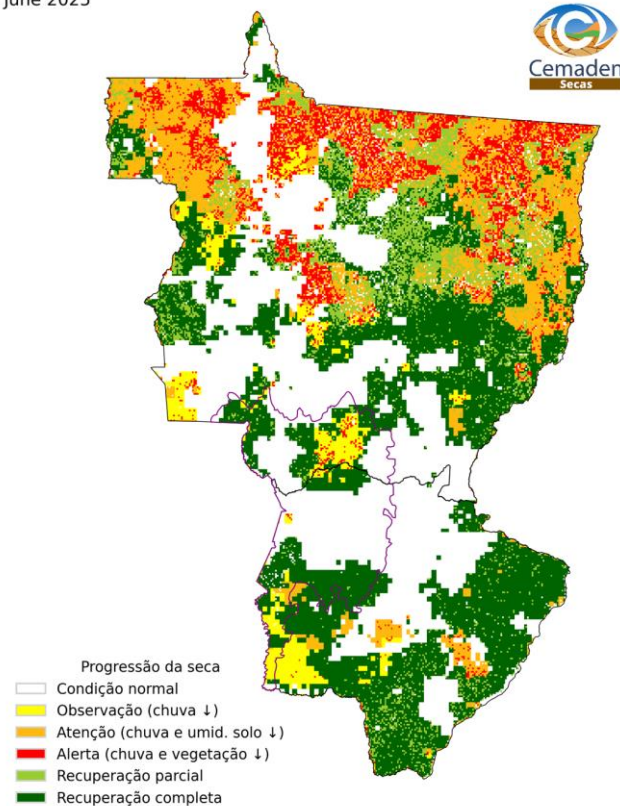 June 2025
Cemaden
Secas
Progressão da seca
Condição normal
Observação (chuva ↓)
Atenção (chuva e umid. solo ↓)
Alerta (chuva e vegetação ↓)
Recuperação parcial
Recuperação completa